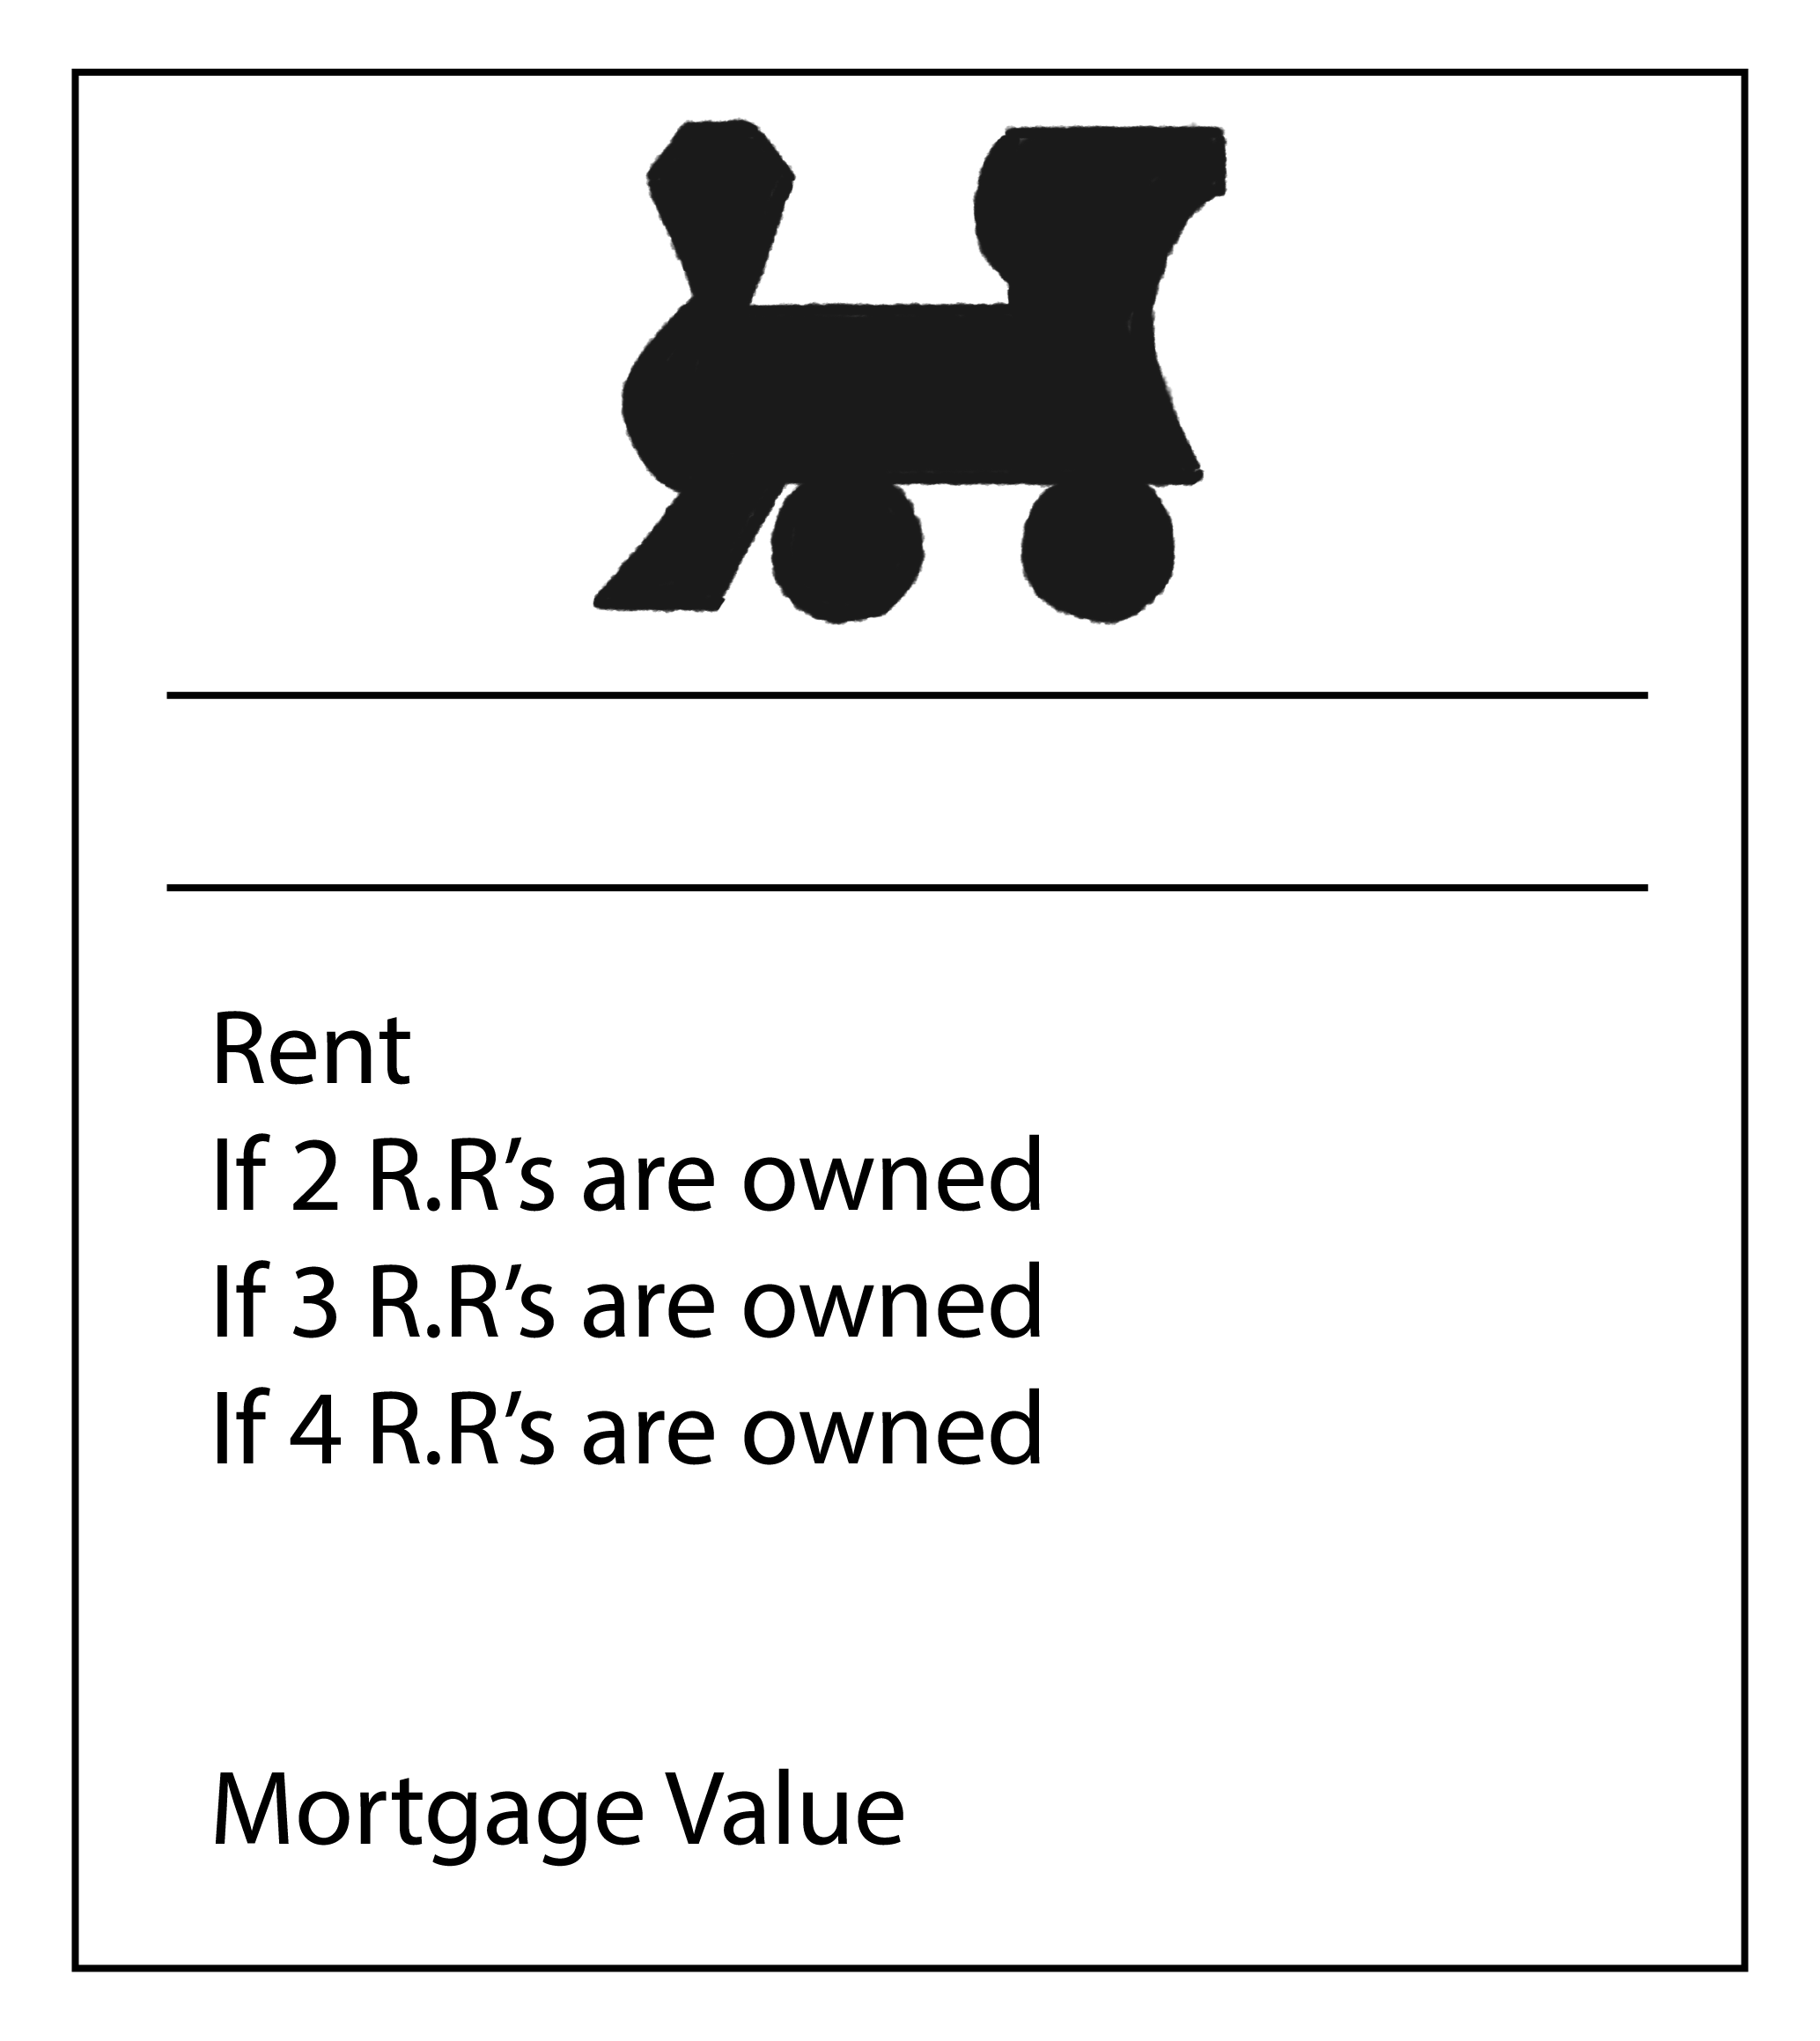 Rent
If 2 R.R’s are owned
If 3 R.R’s are owned
If 4 R.R’s are owned
Mortgage Value